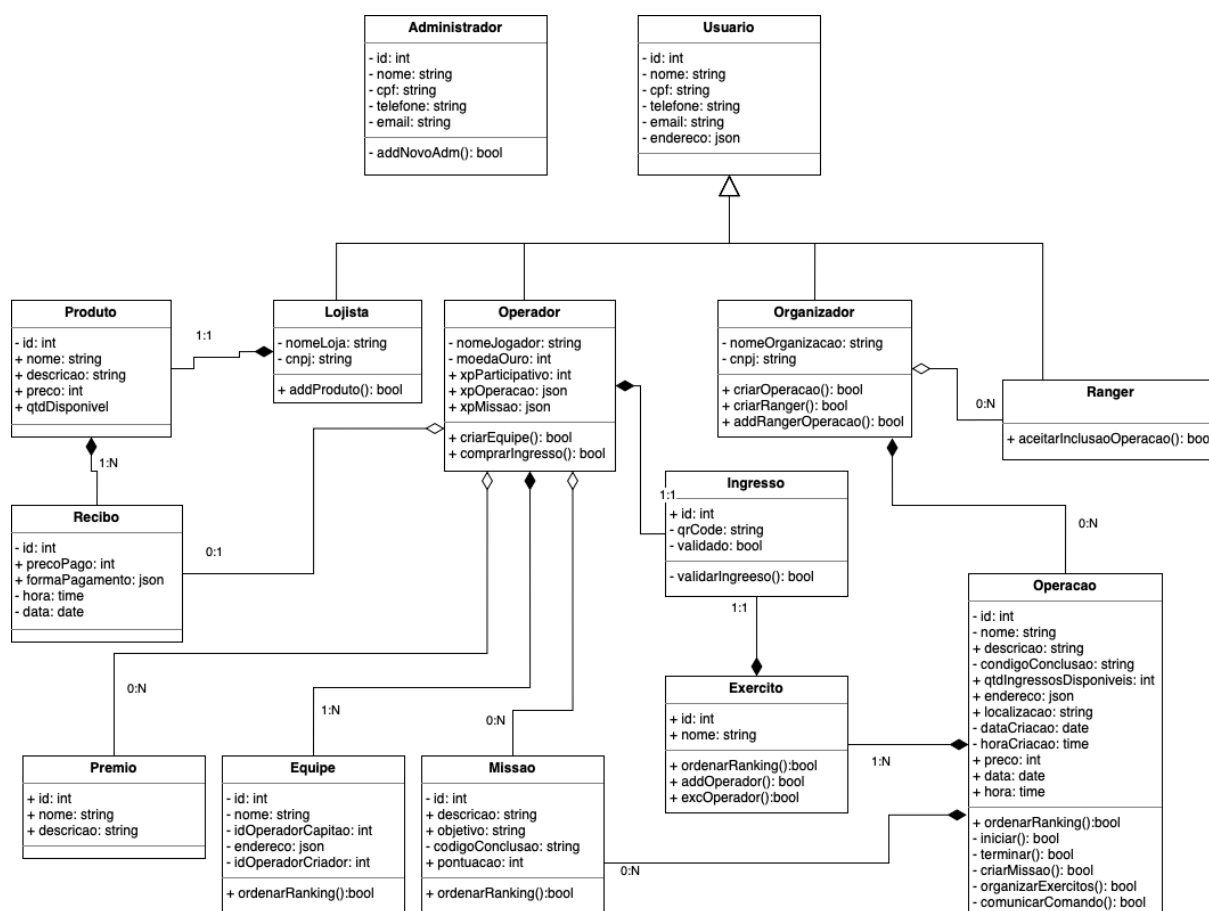 Administrador
- id: int
- nome: string
- cpf: string
- telefone: string
- email: string
- addNovoAdm(): bool
Usuario
- id: int
- nome: string
- cpf: string
- telefone: string
- email: string
- endereco: json
Produto
- id: int
+ nome: string
+ descricao: string
+ preco: int
+ qtdDisponivel
1:1
Lojista
- nomeLoja: string
- cnpj: string
+ addProduto(): bool
Operador
- nomeJogador: string
- moedaOuro: int
+ xpParticipativo: int
+ xpOperacao: json
+ xpMissao: json
+ criarEquipe(): bool
+ comprarIngresso(): bool
Organizador
- nomeOrganizacao: string
- cnpj: string
+ criarOperacao(): bool
+ criarRanger(): bool
+ addRangerOperacao(): bool
0:N
Ranger
+ aceitarInclusaoOperacao(): bool
1:N
Recibo
- id: int
+ precoPago: int
+ formaPagamento: json
- hora: time
- data: date
0:1
1:1
Ingresso
+ id: int
- qrCode: string
- validado: bool
- validarIngreeso(): bool
0:N
1:1
Operacao
- id: int
- nome: string
+ descricao: string
- condigoConclusao: string
+ qtdIngressosDisponiveis: int
+ endereco: json
+ localizacao: string
- dataCriacao: date
- horaCriacao: time
+ preco: int
+ data: date
+ hora: time
+ ordenarRanking():bool
- iniciar(): bool
- terminar(): bool
- criarMissao(): bool
- organizarExercitos(): bool
- comunicarComando(): bool
Exercito
+ id: int
+ nome: string
+ ordenarRanking():bool
+ addOperador(): bool
+ excOperador():bool
1:N
0:N
1:N
0:N
Premio
+ id: int
+ nome: string
+ descricao: string
Equipe
- id: int
- nome: string
- idOperadorCapitao: int
- endereco: json
- idOperadorCriador: int
+ ordenarRanking():bool
Missao
- id: int
+ descricao: string
+ objetivo: string
- codigoConclusao: string
+ pontuacao: int
+ ordenarRanking():bool
0:N